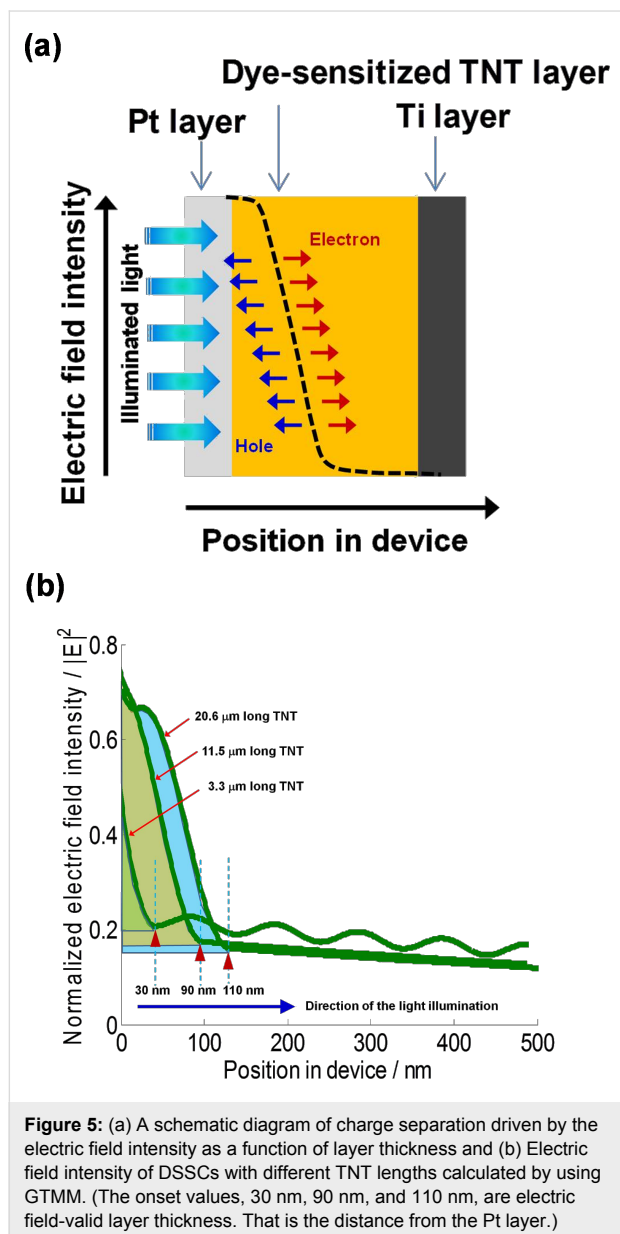 (a)
Dye-sensitized TNT layer
Pt layer
Ti layer
Electric field intensity
Illuminated light
Electron
Hole
Position in device
(b)
Normalized electric field intensity / |E|²
0.8
0.6
0.4
0.2
0
20.6 μm long TNT
11.5 μm long TNT
3.3 μm long TNT
30 nm
90 nm
110 nm
Direction of the light illumination
0
100
200
300
400
500
Position in device / nm
Figure 5: (a) A schematic diagram of charge separation driven by the
electric field intensity as a function of layer thickness and (b) Electric
field intensity of DSSCs with different TNT lengths calculated by using
GTMM. (The onset values, 30 nm, 90 nm, and 110 nm, are electric
field-valid layer thickness. That is the distance from the Pt layer.)